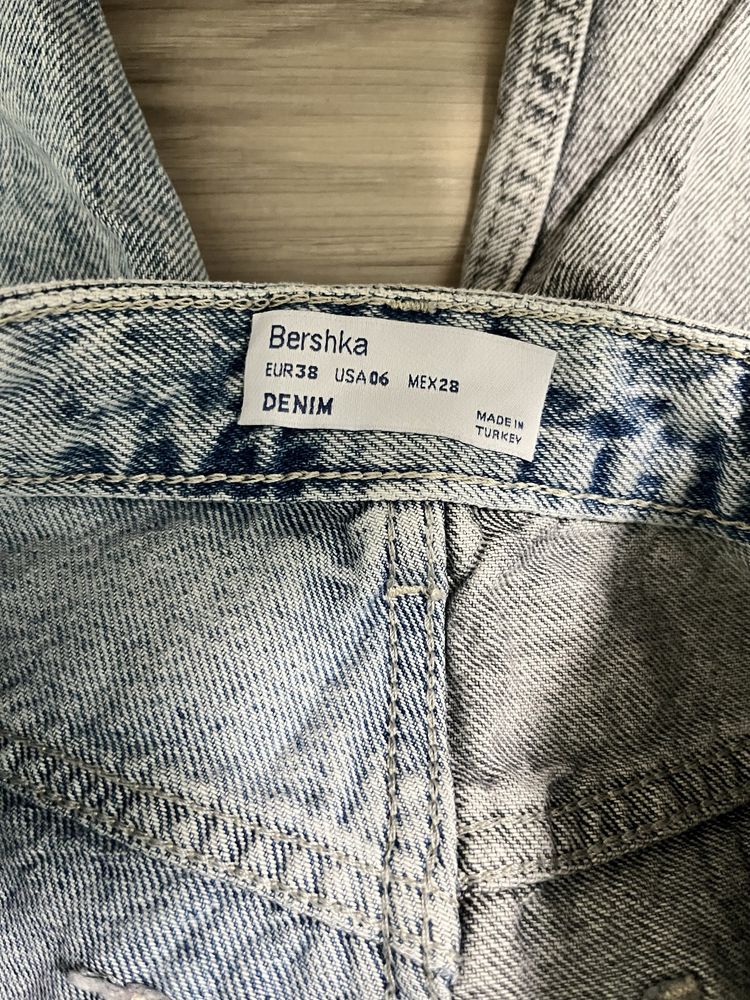 Bershka
EUR38 USA06 MEX28
DENIM
MADE IN
TURKEY